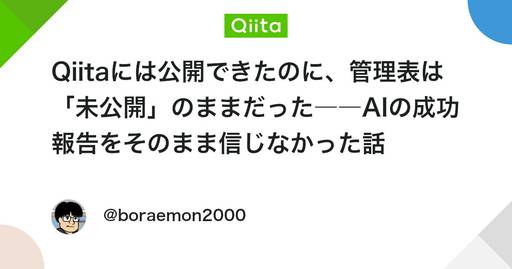 Qiita
Qiitaには公開できたのに、管理表は
「未公開」のままだった――AIの成功
報告をそのまま信じなかった話
@boraemon2000